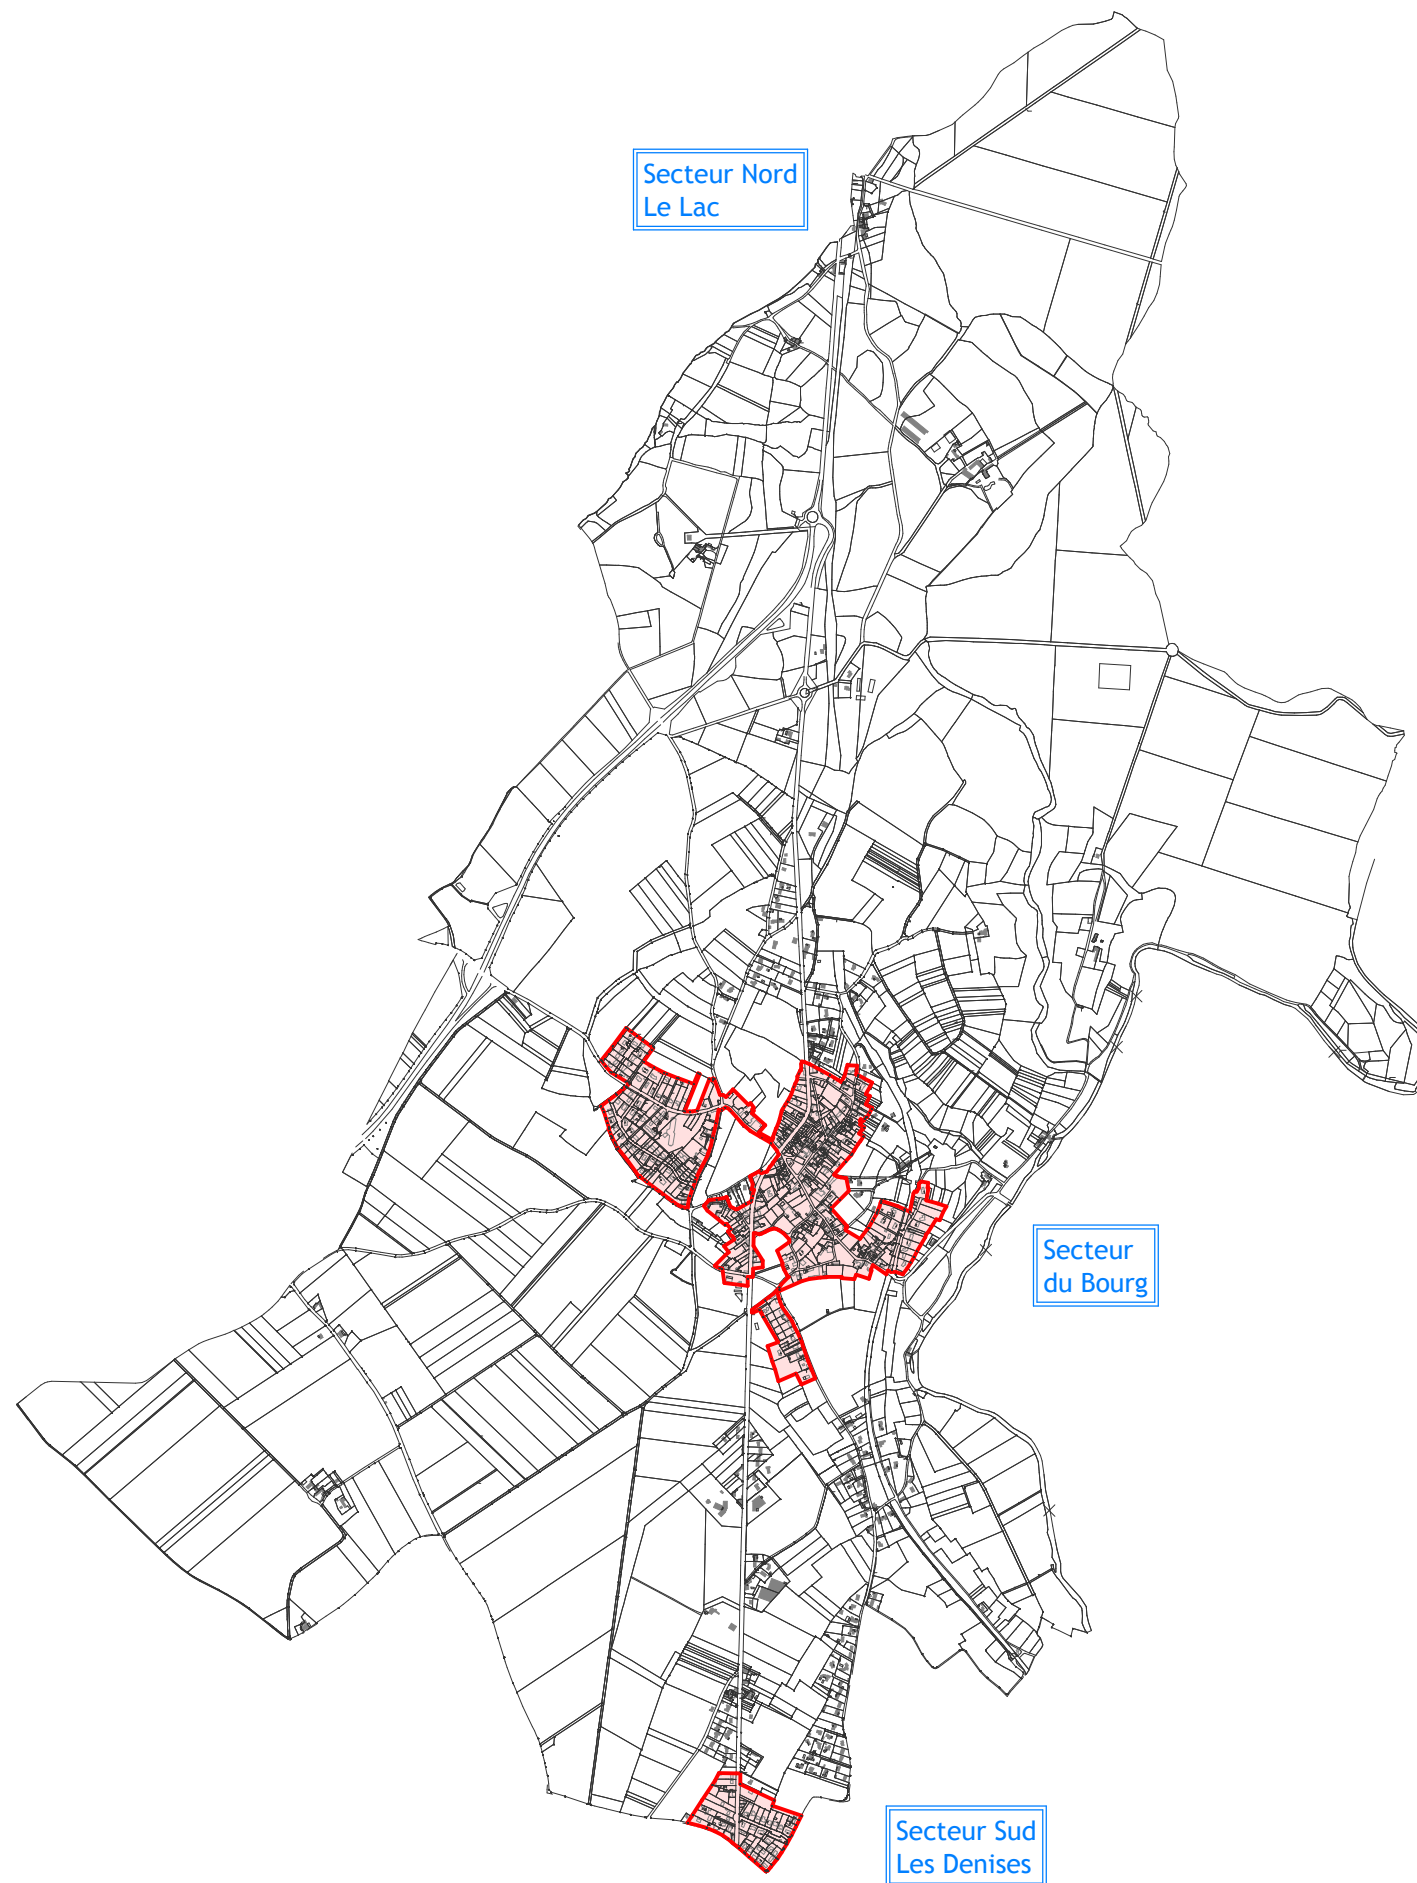 Secteur Nord
Le Lac
Secteur
du Bourg
Secteur Sud
Les Denises